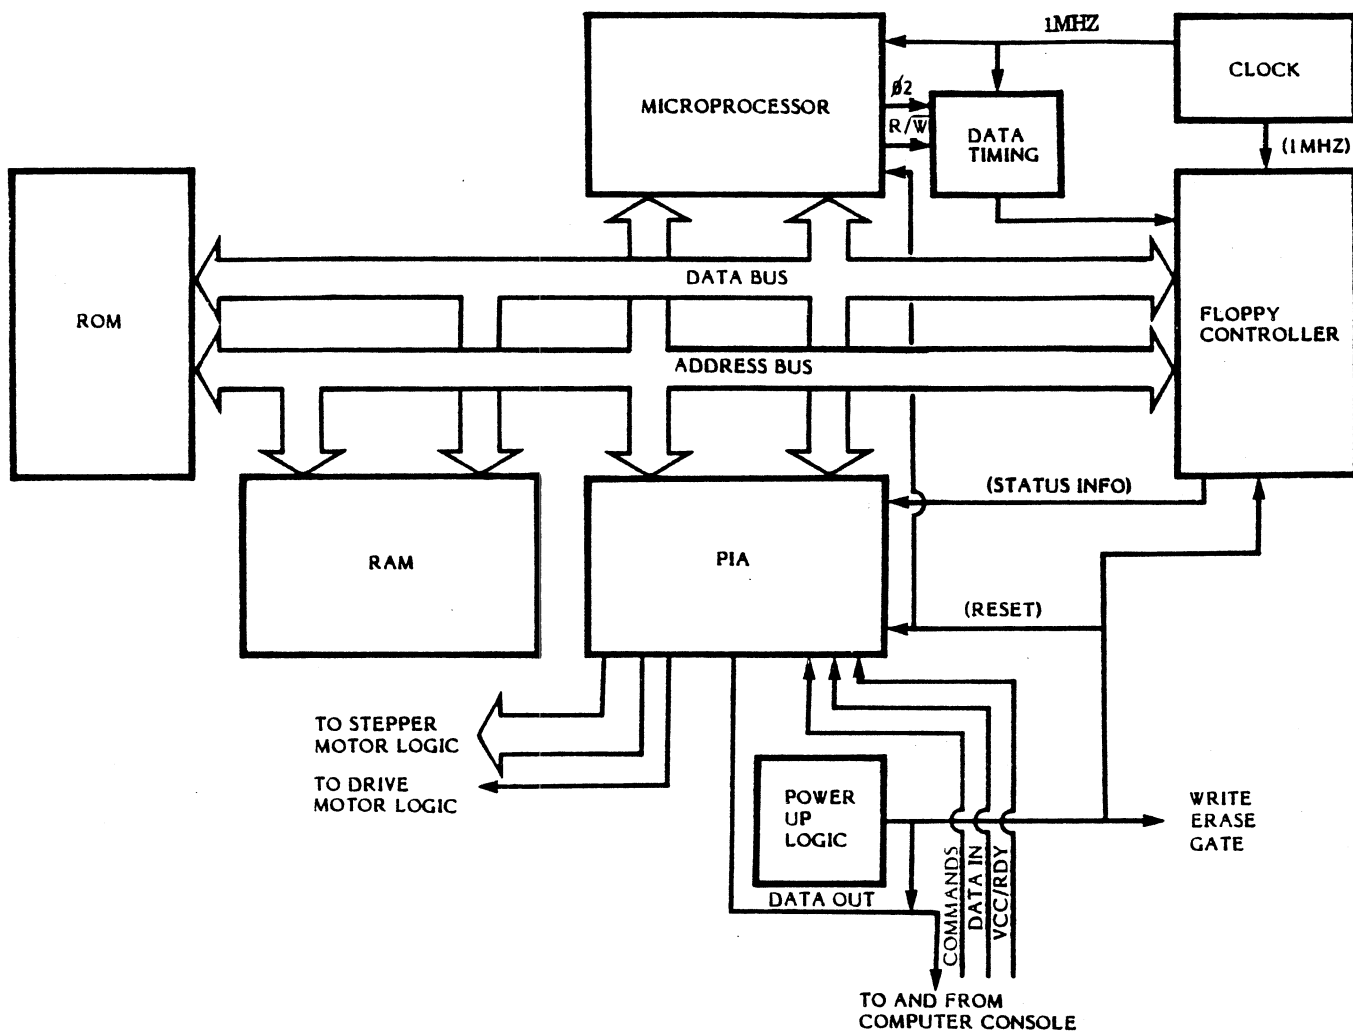 1MHZ
CLOCK
MICROPROCESSOR
ø2
R/W̅
DATA
TIMING
(1MHZ)
DATA BUS
ROM
FLOPPY
CONTROLLER
ADDRESS BUS
(STATUS INFO)
RAM
PIA
(RESET)
TO STEPPER
MOTOR LOGIC
TO DRIVE
MOTOR LOGIC
POWER
UP
LOGIC
WRITE
ERASE
GATE
DATA OUT
COMMANDS
DATA IN
VCC/RDY
TO AND FROM
COMPUTER CONSOLE